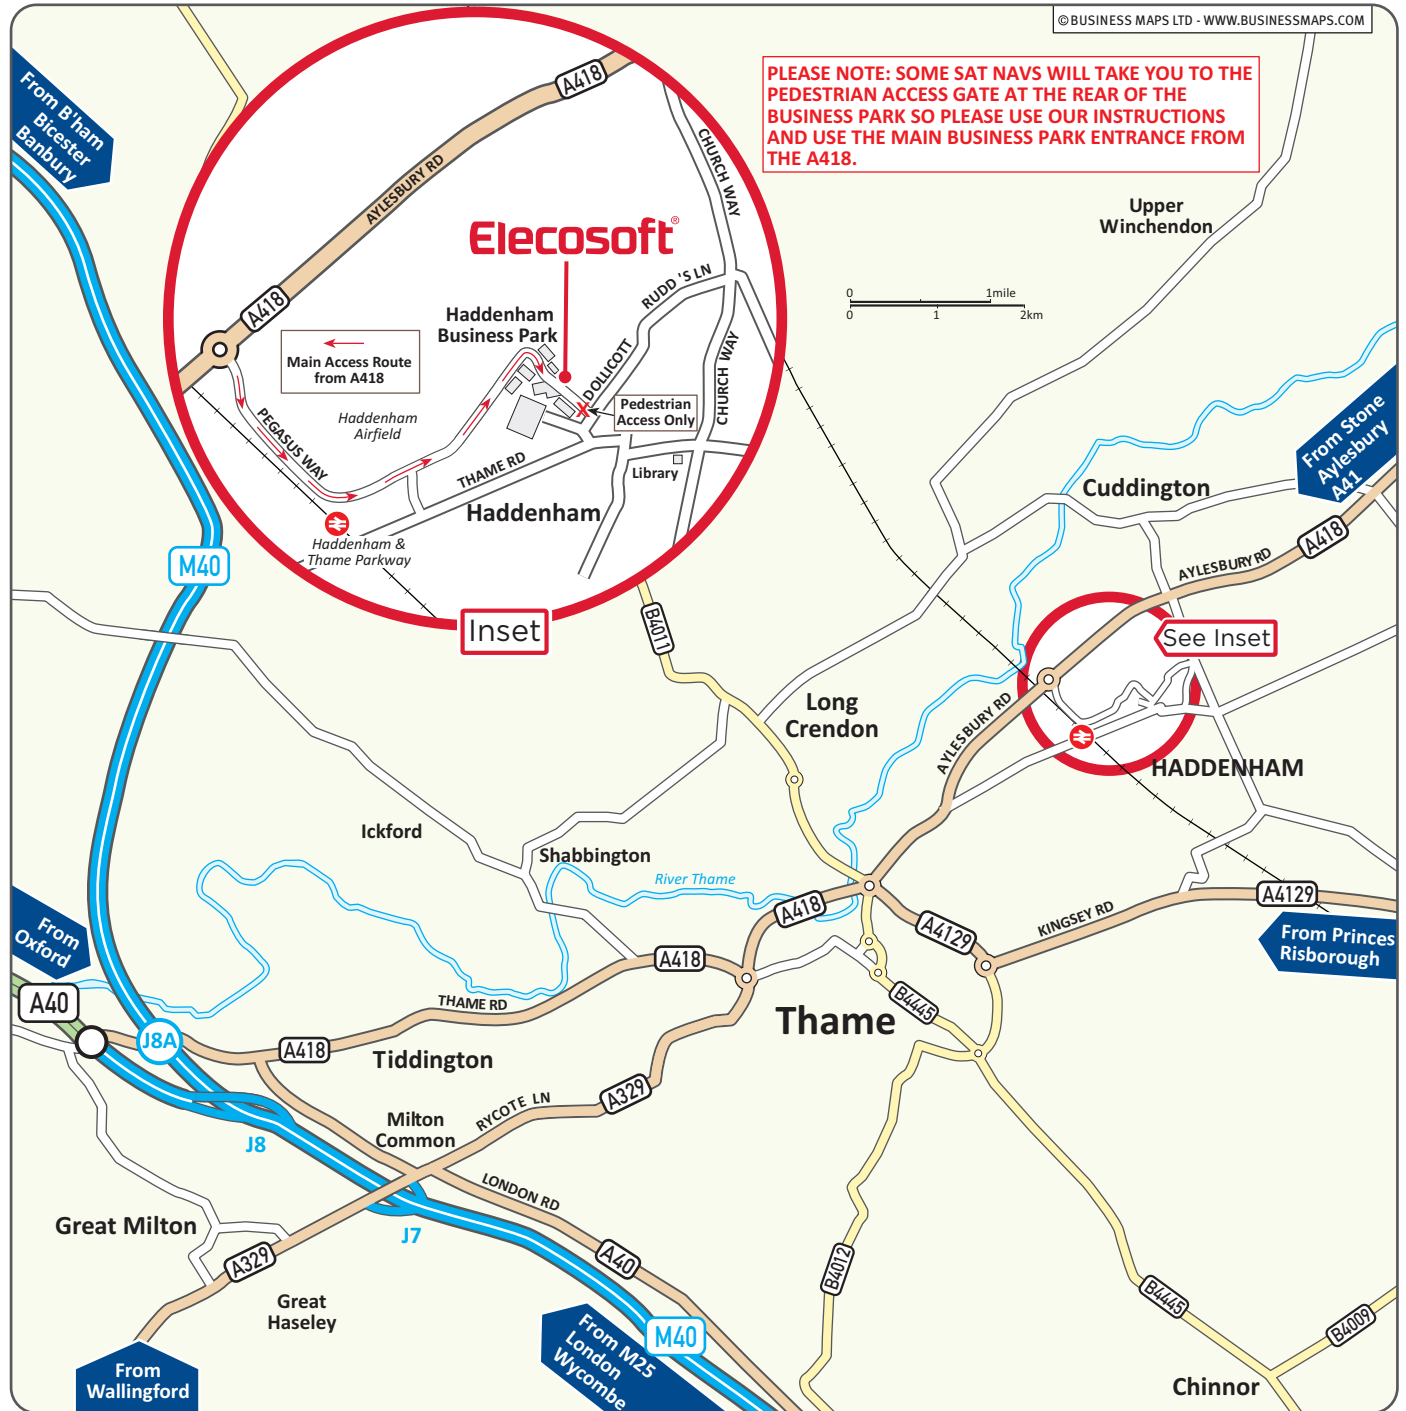 © BUSINESS MAPS LTD - WWW.BUSINESSMAPS.COM
PLEASE NOTE: SOME SAT NAVS WILL TAKE YOU TO THE
PEDESTRIAN ACCESS GATE AT THE REAR OF THE
BUSINESS PARK SO PLEASE USE OUR INSTRUCTIONS
AND USE THE MAIN BUSINESS PARK ENTRANCE FROM
THE A418.
From B'ham
Bicester
Banbury
A418
AYLESBURY RD
CHURCH WAY
Elecosoft®
RUDD 'S LN
A418
Haddenham
Business Park
Main Access Route
from A418
DOLLICOTT
CHURCH WAY
Haddenham
Airfield
X
Pedestrian
Access Only
PEGASUS WAY
THAME RD
Library
Haddenham
Haddenham &
Thame Parkway
Inset
Upper
Winchendon
0
1mile
0
1
2km
From Stone
Aylesbury
A41
Cuddington
A418
AYLESBURY RD
M40
B4011
See Inset
Long
Crendon
AYLESBURY RD
HADDENHAM
Ickford
Shabbington
River Thame
A418
A4129
KINGSEY RD
A4129
From Princes
Risborough
From
Oxford
A40
A418
THAME RD
B4445
Thame
J8A
A418
Tiddington
A329
RYCOTE LN
Milton
Common
J8
LONDON RD
Great Milton
J7
A329
A40
B4012
B4445
Great
Haseley
M40
B4009
From M25
London
Wycombe
From
Wallingford
Chinnor